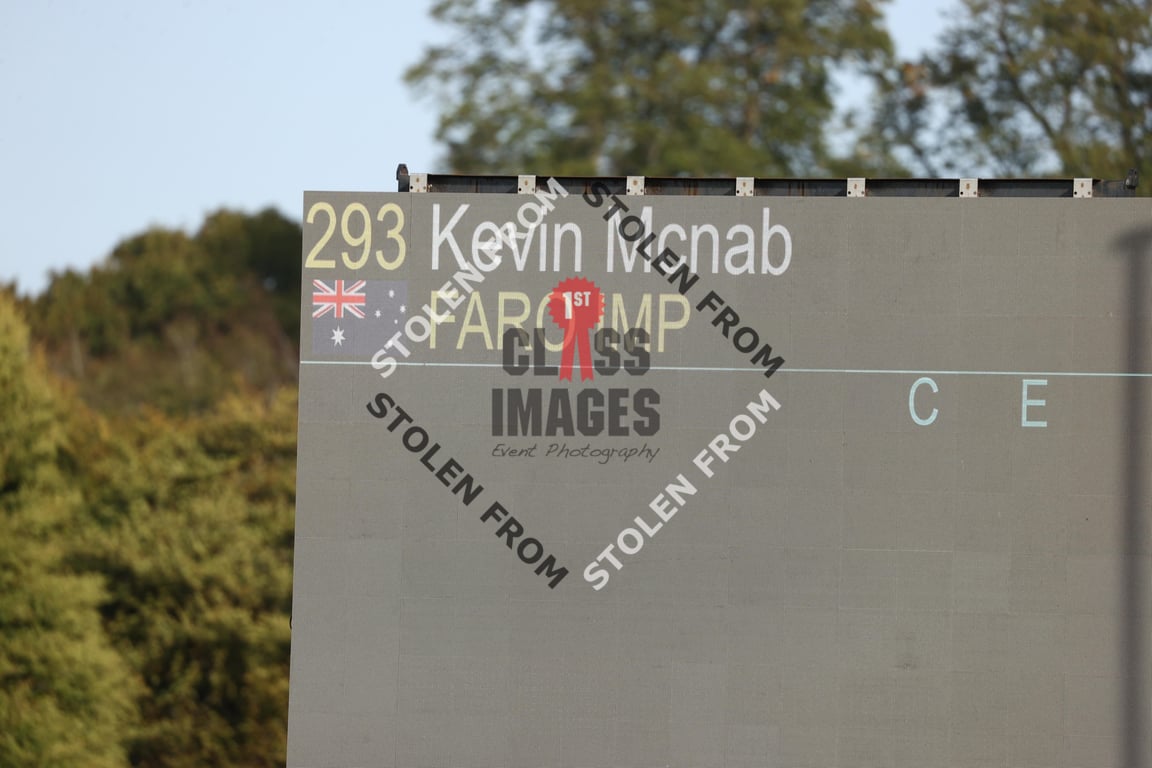 293 Kevin Mcnab
C E
STOLEN FROM
STOLEN FROM
1ST
CLASS
IMAGES
Event Photography
STOLEN FROM
STOLEN FROM